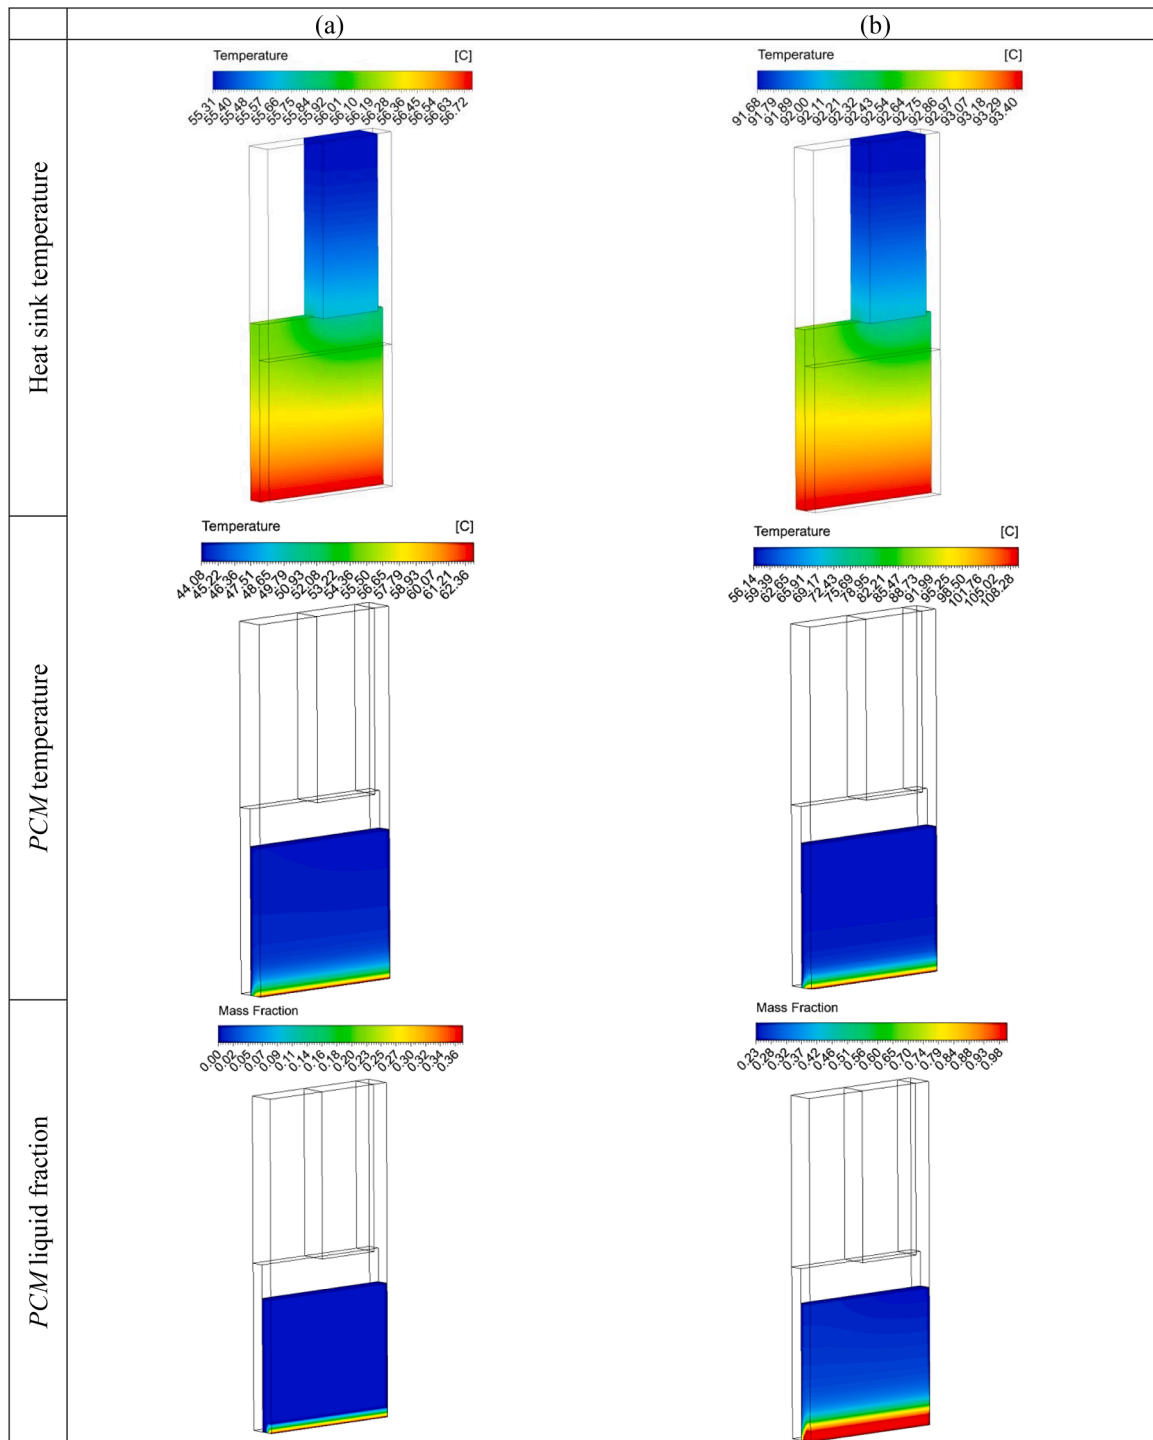 (a) (b)
Heat sink temperature
Temperature [C]
55.31 55.40 55.48 55.57 55.66 55.75 55.84 55.92 56.01 56.10 56.19 56.28 56.36 56.45 56.54 56.63 56.72
Temperature [C]
91.68 91.79 91.89 92.00 92.11 92.21 92.32 92.43 92.54 92.64 92.75 92.86 92.97 93.07 93.18 93.29 93.40
PCM temperature
Temperature [C]
44.08 45.22 46.36 47.51 48.65 49.79 50.93 52.08 53.22 54.36 55.50 56.65 57.79 58.93 60.07 61.21 62.36
Temperature [C]
56.14 59.39 62.65 65.91 69.17 72.43 75.69 78.95 82.21 85.47 88.73 91.99 95.25 98.50 101.76 105.02 108.28
PCM liquid fraction
Mass Fraction
0.00 0.02 0.05 0.07 0.09 0.11 0.14 0.16 0.18 0.20 0.23 0.25 0.27 0.30 0.32 0.34 0.36
Mass Fraction
0.23 0.28 0.32 0.37 0.42 0.46 0.51 0.56 0.60 0.65 0.70 0.74 0.79 0.84 0.88 0.93 0.98